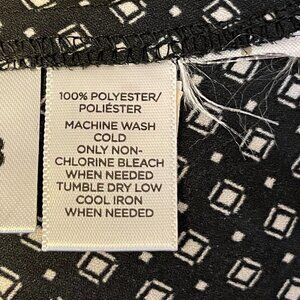 100% POLYESTER/
POLIÉSTER
MACHINE WASH
COLD
ONLY NON-
CHLORINE BLEACH
WHEN NEEDED
TUMBLE DRY LOW
COOL IRON
WHEN NEEDED